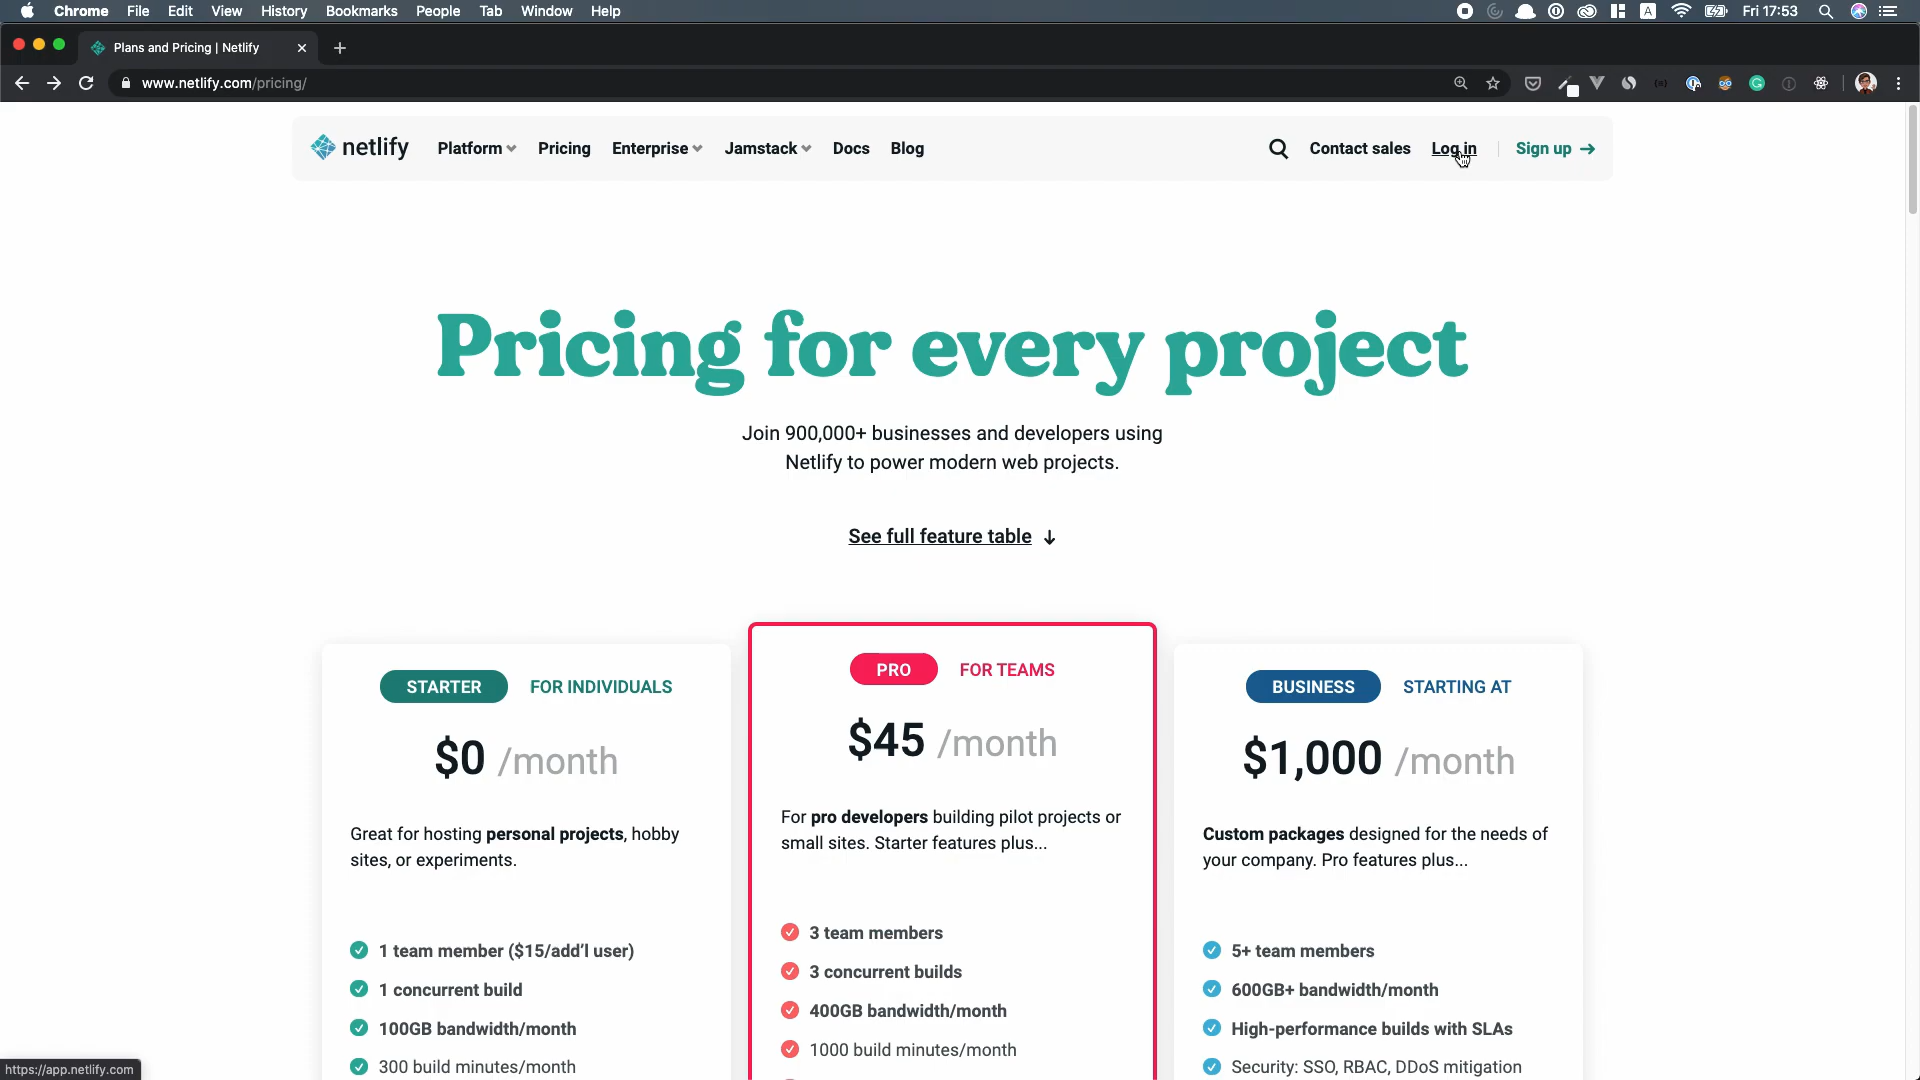 Chrome File Edit View History Bookmarks People Tab Window Help
Fri 17:53
Plans and Pricing | Netlify
www.netlify.com/pricing/
netlify
Platform Pricing Enterprise Jamstack Docs Blog
Contact sales Log in Sign up →
Pricing for every project
Join 900,000+ businesses and developers using
Netlify to power modern web projects.
See full feature table ↓
STARTER FOR INDIVIDUALS
$0 /month
Great for hosting personal projects, hobby
sites, or experiments.
1 team member ($15/add’l user)
1 concurrent build
100GB bandwidth/month
300 build minutes/month
PRO FOR TEAMS
$45 /month
For pro developers building pilot projects or
small sites. Starter features plus...
3 team members
3 concurrent builds
400GB bandwidth/month
1000 build minutes/month
BUSINESS STARTING AT
$1,000 /month
Custom packages designed for the needs of
your company. Pro features plus...
5+ team members
600GB+ bandwidth/month
High-performance builds with SLAs
Security: SSO, RBAC, DDoS mitigation
https://app.netlify.com